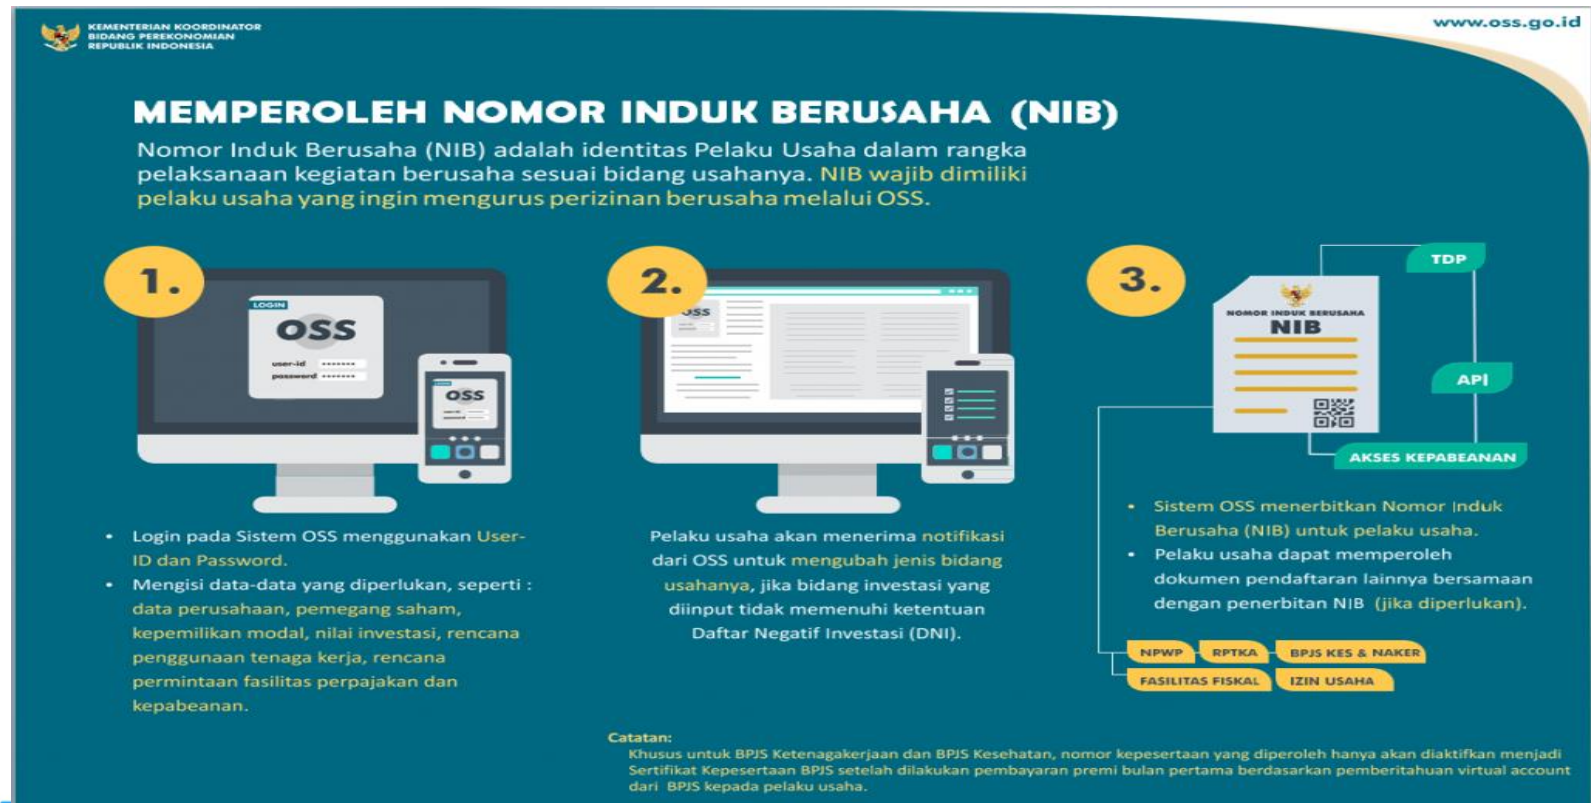 KEMENTERIAN KOORDINATOR
BIDANG PEREKONOMIAN
REPUBLIK INDONESIA
www.oss.go.id
MEMPEROLEH NOMOR INDUK BERUSAHA (NIB)
Nomor Induk Berusaha (NIB) adalah identitas Pelaku Usaha dalam rangka
pelaksanaan kegiatan berusaha sesuai bidang usahanya. NIB wajib dimiliki
pelaku usaha yang ingin mengurus perizinan berusaha melalui OSS.
1.
LOGIN
OSS
user-id
password
LOGIN
OSS
• Login pada Sistem OSS menggunakan User-
ID dan Password.
• Mengisi data-data yang diperlukan, seperti :
data perusahaan, pemegang saham,
kepemilikan modal, nilai investasi, rencana
penggunaan tenaga kerja, rencana
permintaan fasilitas perpajakan dan
kepabeanan.
2.
OSS
Pelaku usaha akan menerima notifikasi
dari OSS untuk mengubah jenis bidang
usahanya, jika bidang investasi yang
diinput tidak memenuhi ketentuan
Daftar Negatif Investasi (DNI).
3.
NOMOR INDUK BERUSAHA
NIB
TDP
API
AKSES KEPABEANAN
• Sistem OSS menerbitkan Nomor Induk
Berusaha (NIB) untuk pelaku usaha.
• Pelaku usaha dapat memperoleh
dokumen pendaftaran lainnya bersamaan
dengan penerbitan NIB (jika diperlukan).
NPWP RPTKA BPJS KES & NAKER
FASILITAS FISKAL IZIN USAHA
Catatan:
Khusus untuk BPJS Ketenagakerjaan dan BPJS Kesehatan, nomor kepesertaan yang diperoleh hanya akan diaktifkan menjadi
Sertifikat Kepesertaan BPJS setelah dilakukan pembayaran premi bulan pertama berdasarkan pemberitahuan virtual account
dari BPJS kepada pelaku usaha.